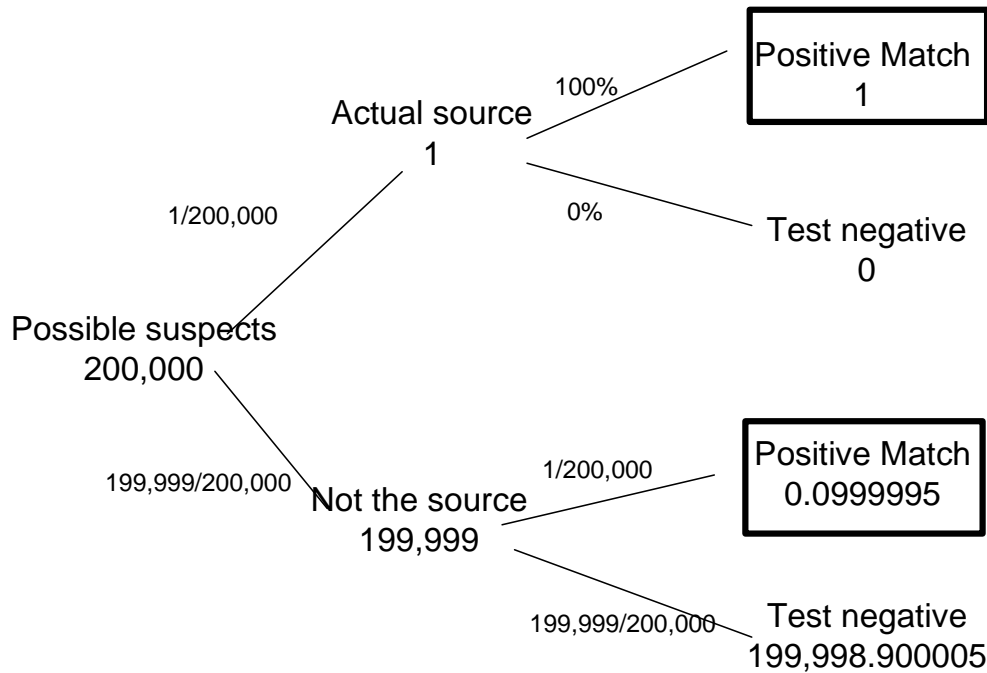 Positive Match
1
100%
Actual source
1
0%
1/200,000
Test negative
0
Possible suspects
200,000
Positive Match
0.0999995
1/200,000
199,999/200,000
Not the source
199,999
199,999/200,000
Test negative
199,998.900005